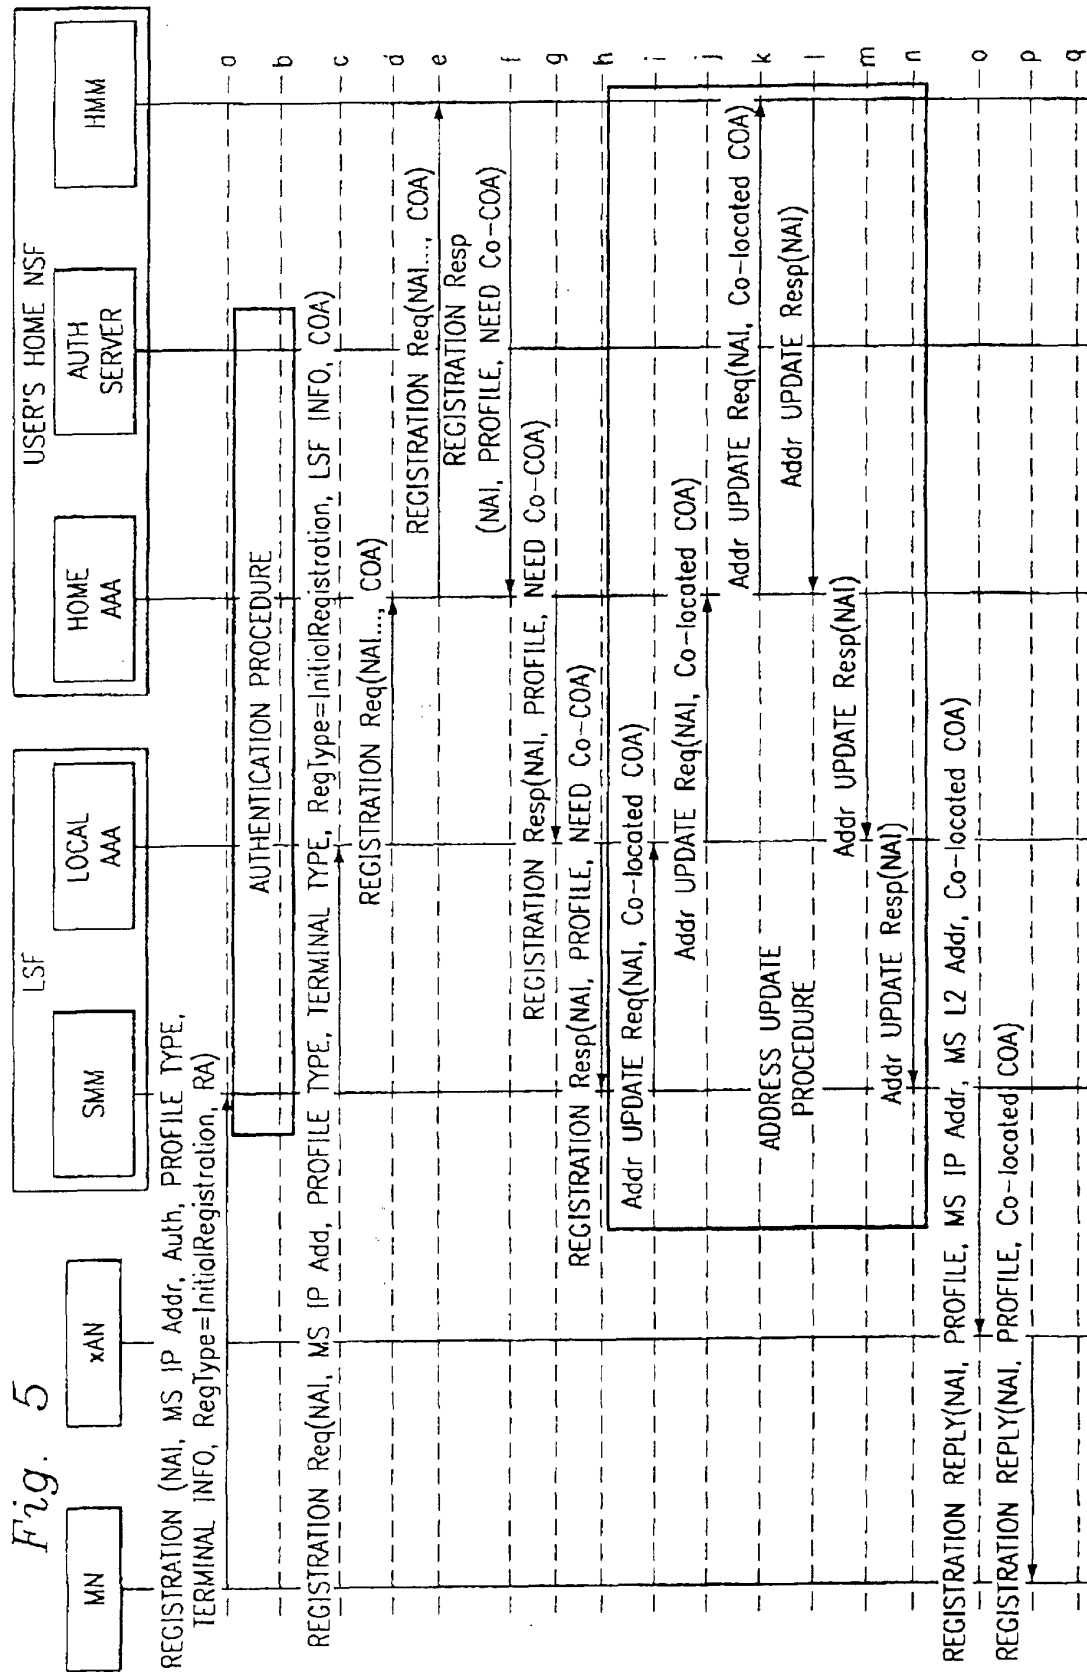 Fig. 5
MN
xAN
LSF
SMM
LOCAL
AAA
USER'S HOME NSF
HOME
AAA
AUTH
SERVER
HMM
REGISTRATION (NAI, MS IP Addr, Auth, PROFILE TYPE,
TERMINAL INFO, RegType=InitialRegistration, RA)
a
AUTHENTICATION PROCEDURE
b
REGISTRATION Req(NAI, MS IP Add, PROFILE TYPE, TERMINAL TYPE, RegType=InitialRegistration, LSF INFO, COA)
c
REGISTRATION Req(NAI..., COA)
d
REGISTRATION Req(NAI..., COA)
e
REGISTRATION Resp
(NAI, PROFILE, NEED Co-COA)
f
REGISTRATION Resp(NAI, PROFILE, NEED Co-COA)
g
REGISTRATION Resp(NAI, PROFILE, NEED Co-COA)
h
Addr UPDATE Req(NAI, Co-located COA)
i
Addr UPDATE Req(NAI, Co-located COA)
j
Addr UPDATE Req(NAI, Co-located COA)
k
ADDRESS UPDATE
PROCEDURE
Addr UPDATE Resp(NAI)
l
Addr UPDATE Resp(NAI)
m
Addr UPDATE Resp(NAI)
n
REGISTRATION REPLY(NAI, PROFILE, MS IP Addr, MS L2 Addr, Co-located COA)
o
REGISTRATION REPLY(NAI, PROFILE, Co-located COA)
p
q